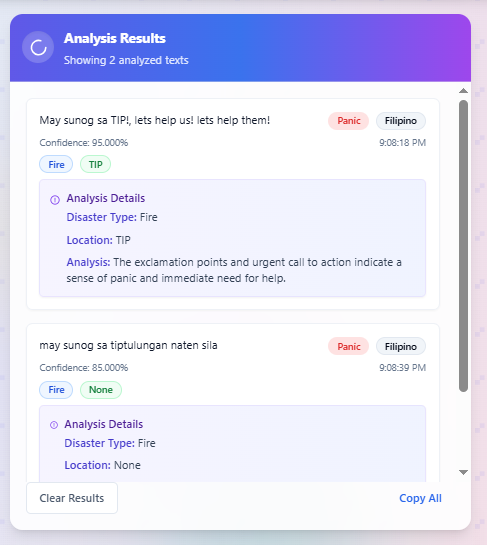 Analysis Results
Showing 2 analyzed texts
May sunog sa TIP!, lets help us! lets help them!
Panic
Filipino
Confidence: 95.000%
9:08:18 PM
Fire
TIP
Analysis Details
Disaster Type: Fire
Location: TIP
Analysis: The exclamation points and urgent call to action indicate a
sense of panic and immediate need for help.
may sunog sa tiptulungan naten sila
Panic
Filipino
Confidence: 85.000%
9:08:39 PM
Fire
None
Analysis Details
Disaster Type: Fire
Location: None
Clear Results
Copy All